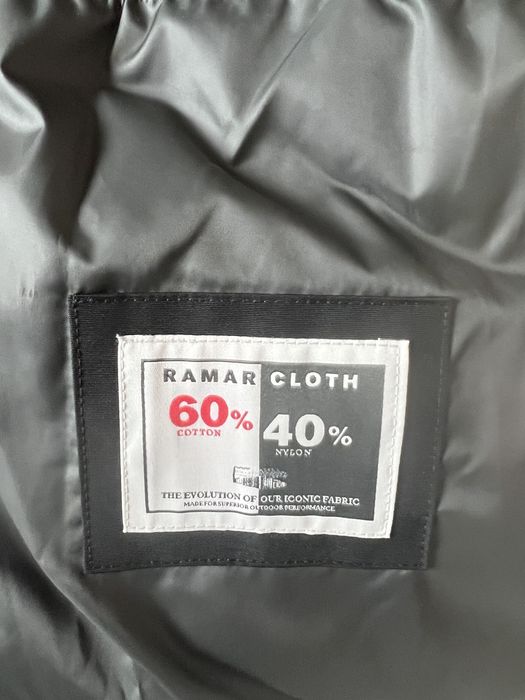 RAMAR CLOTH
60% 40%
COTTON NYLON
THE EVOLUTION OF OUR ICONIC FABRIC
MADE FOR SUPERIOR OUTDOOR PERFORMANCE